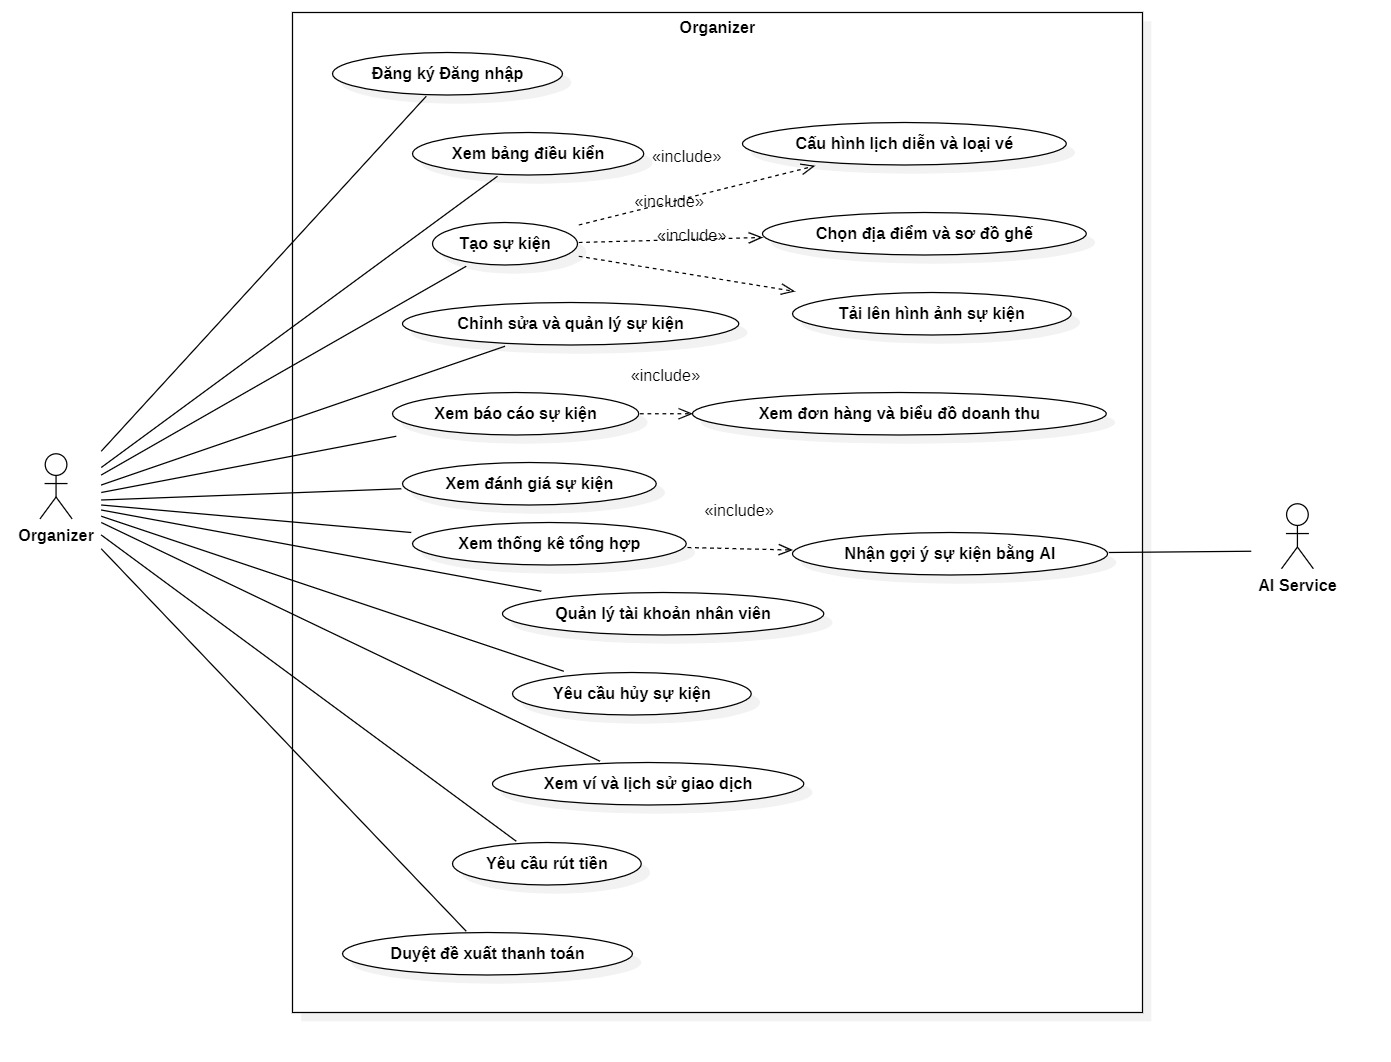 Organizer
Đăng ký Đăng nhập
Xem bảng điều kiển
«include»
Cấu hình lịch diễn và loại vé
«include»
Tạo sự kiện
«include»
Chọn địa điểm và sơ đồ ghế
Tải lên hình ảnh sự kiện
Chỉnh sửa và quản lý sự kiện
«include»
Xem báo cáo sự kiện
Xem đơn hàng và biểu đồ doanh thu
Xem đánh giá sự kiện
«include»
Organizer
Xem thống kê tổng hợp
Nhận gợi ý sự kiện bằng AI
AI Service
Quản lý tài khoản nhân viên
Yêu cầu hủy sự kiện
Xem ví và lịch sử giao dịch
Yêu cầu rút tiền
Duyệt đề xuất thanh toán